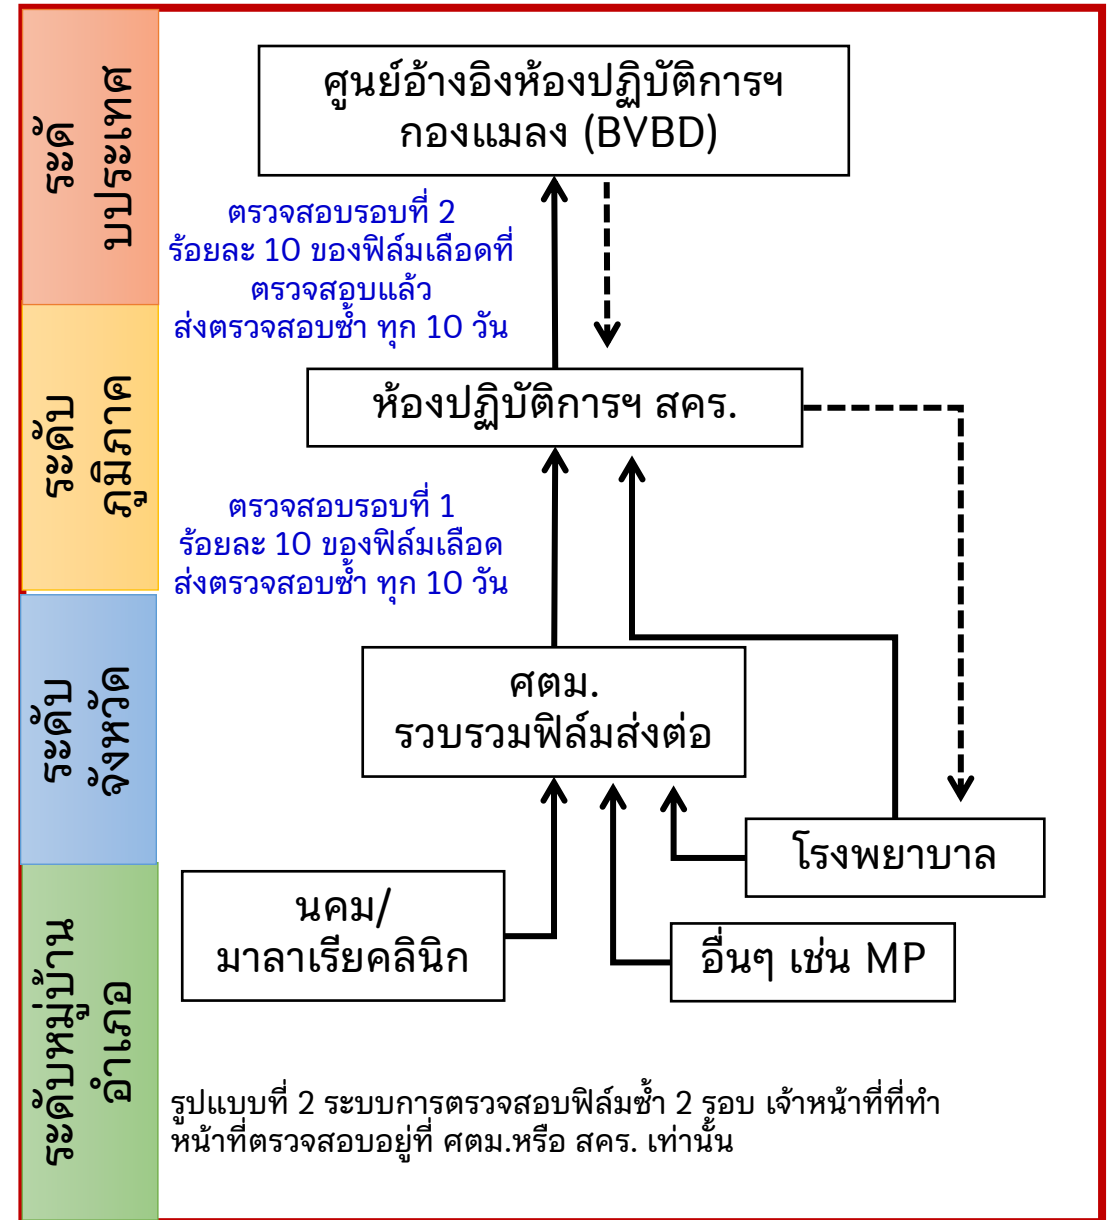 ระดั
บประเทศ
ศูนย์อ้างอิงห้องปฏิบัติการฯ
กองแมลง (BVBD)
ตรวจสอบรอบที่ 2
ร้อยละ 10 ของฟิล์มเลือดที่
ตรวจสอบแล้ว
ส่งตรวจสอบซ้ำ ทุก 10 วัน
ระดับ
ภูมิภาค
ห้องปฏิบัติการฯ สคร.
ตรวจสอบรอบที่ 1
ร้อยละ 10 ของฟิล์มเลือด
ส่งตรวจสอบซ้ำ ทุก 10 วัน
ระดับ
จังหวัด
ศตม.
รวบรวมฟิล์มส่งต่อ
โรงพยาบาล
ระดับหมู่บ้าน
อำเภอ
นคม/
มาลาเรียคลินิก
อื่นๆ เช่น MP
รูปแบบที่ 2 ระบบการตรวจสอบฟิล์มซ้ำ 2 รอบ เจ้าหน้าที่ที่ทำ
หน้าที่ตรวจสอบอยู่ที่ ศตม.หรือ สคร. เท่านั้น